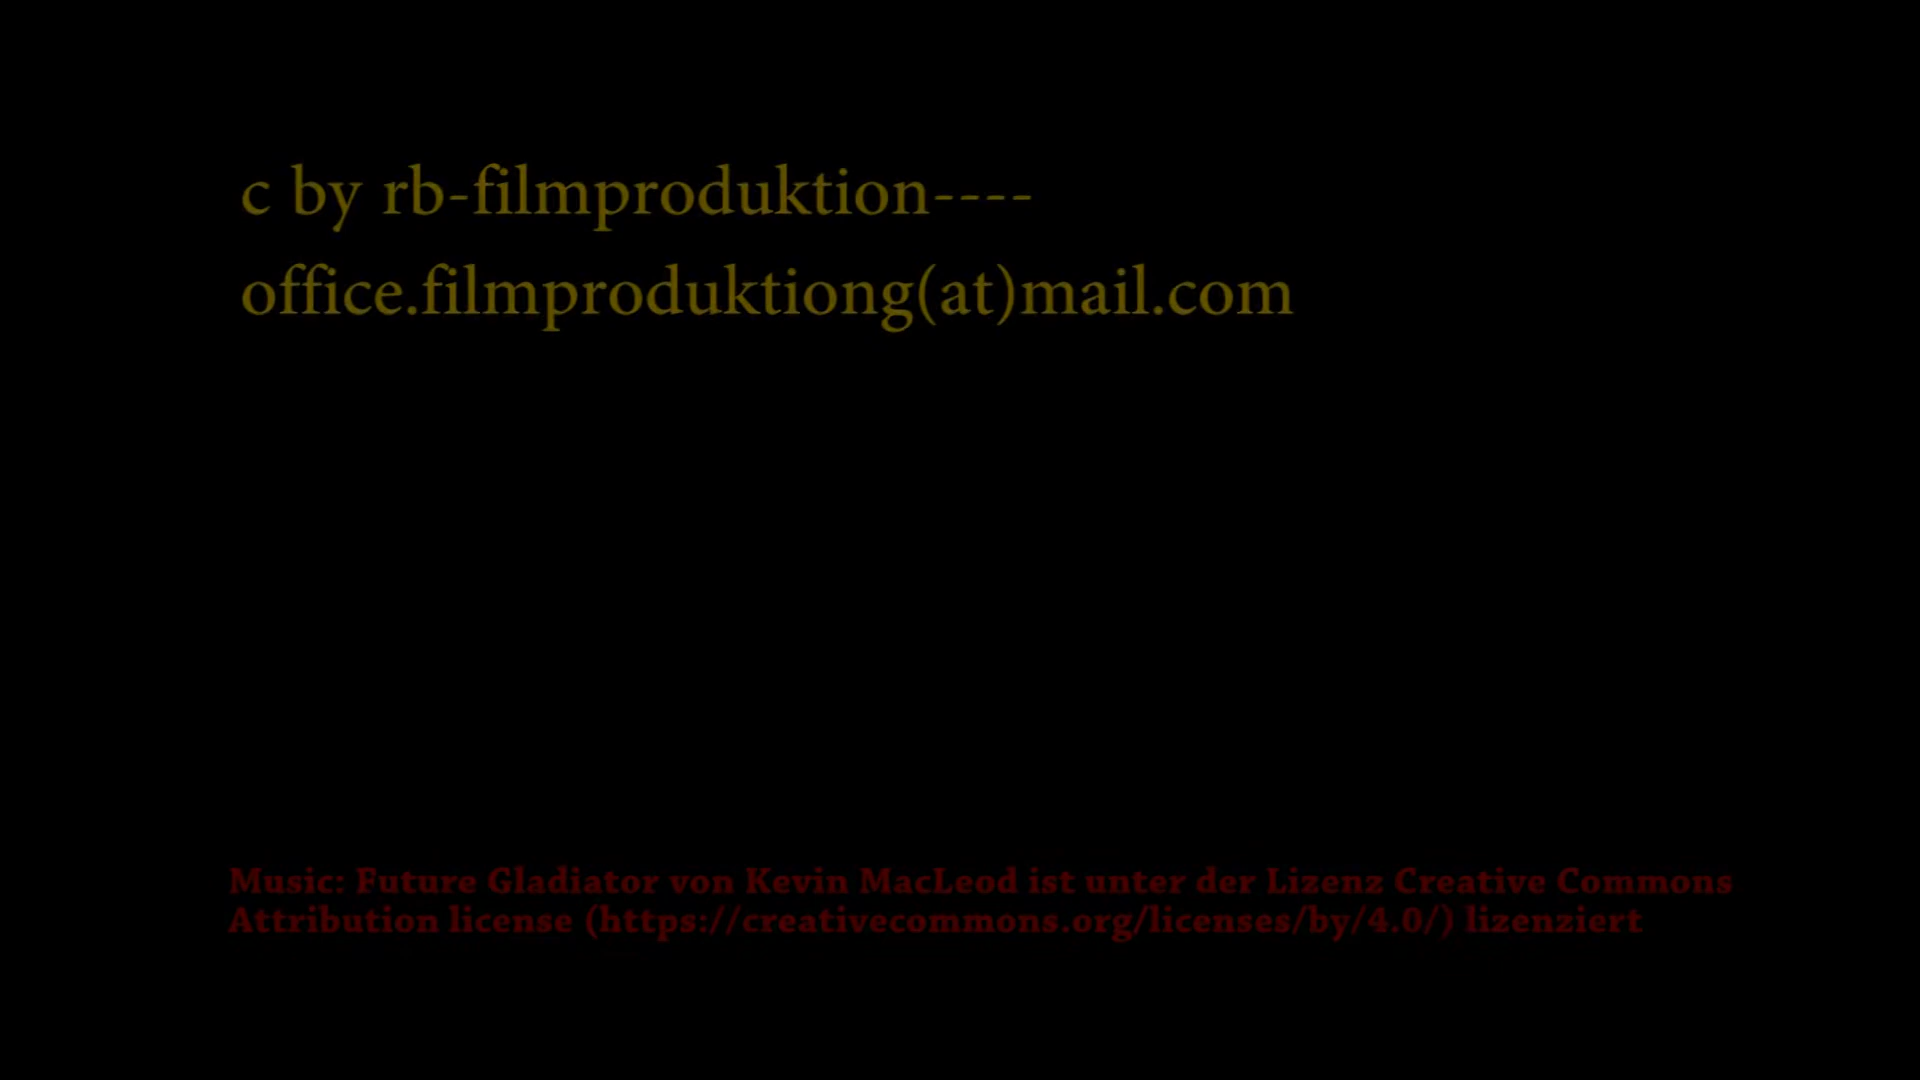 c by rb-filmproduktion----
office.filmproduktiong(at)mail.com
Music: Future Gladiator von Kevin MacLeod ist unter der Lizenz Creative Commons
Attribution license (https://creativecommons.org/licenses/by/4.0/) lizenziert